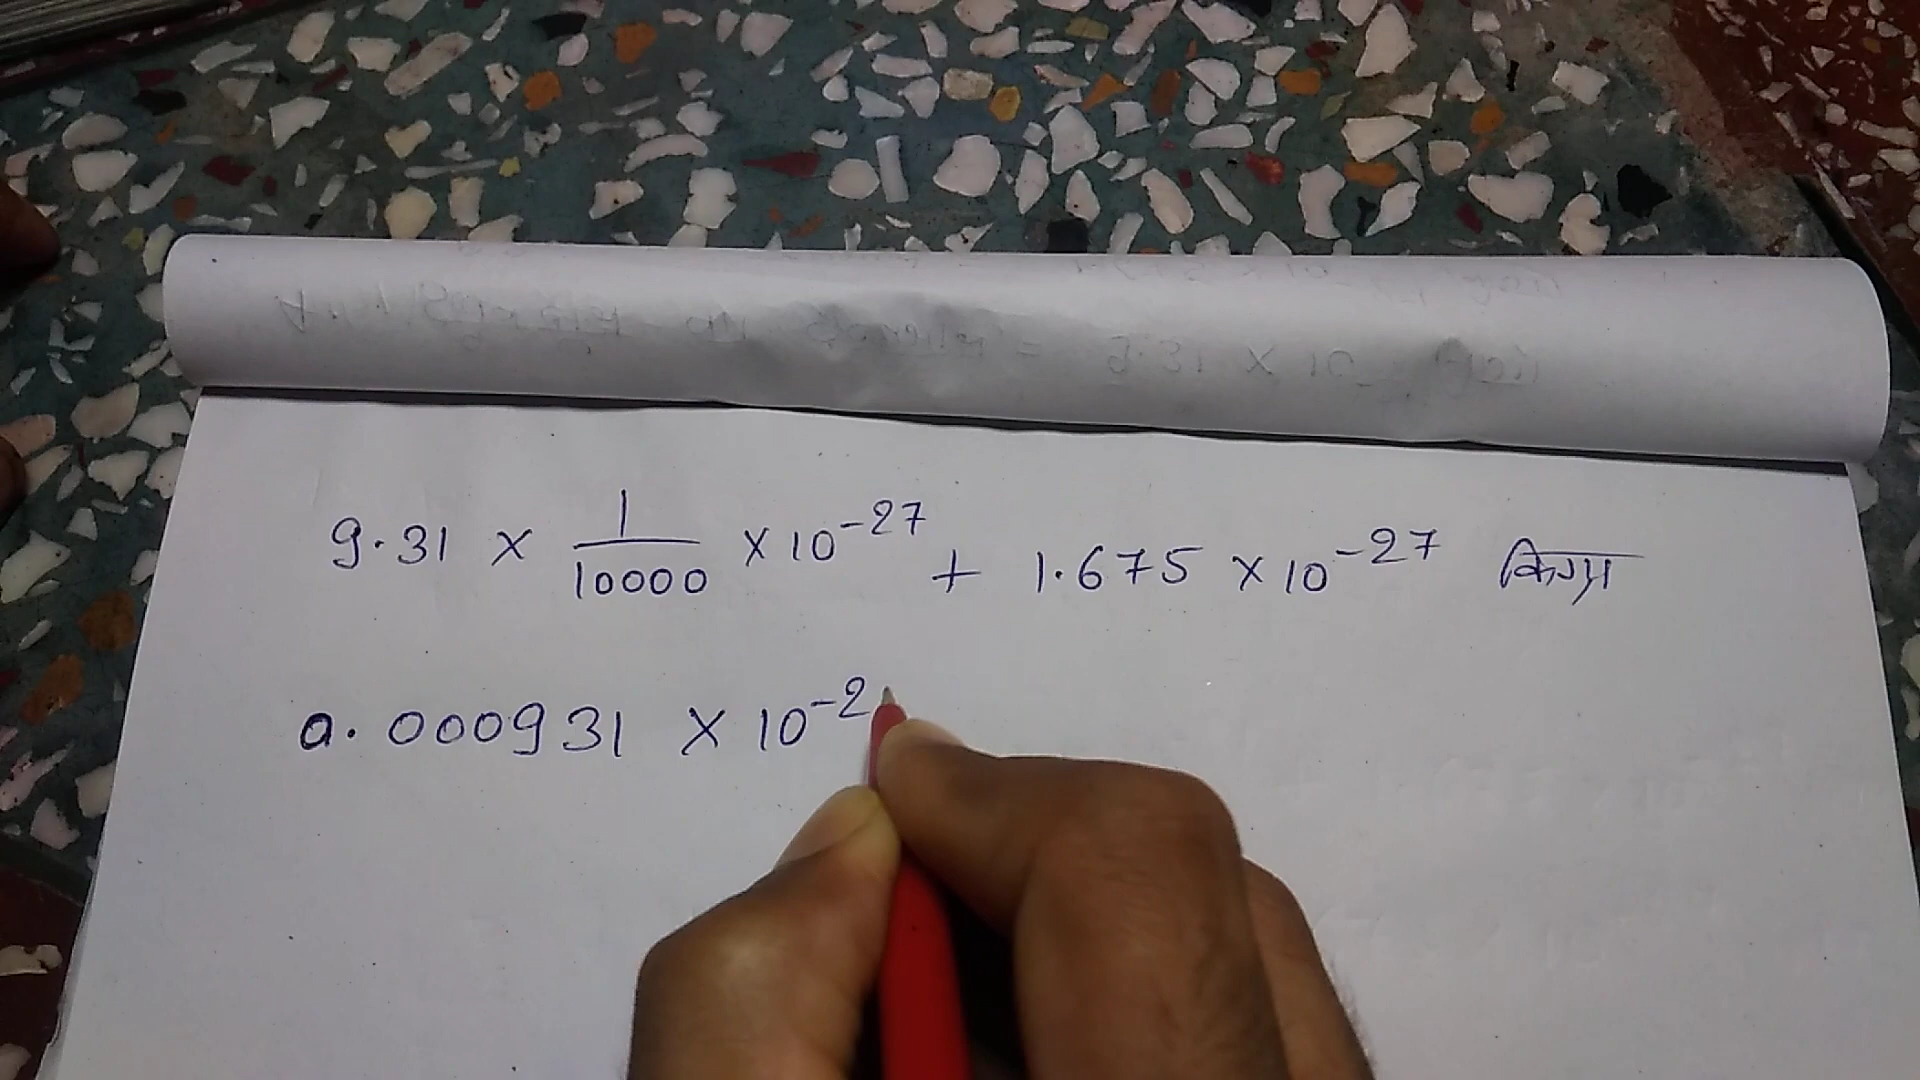 9.31 × 1/10000 × 10⁻²⁷ + 1.675 × 10⁻²⁷ किग्रा
0.000931 × 10⁻²